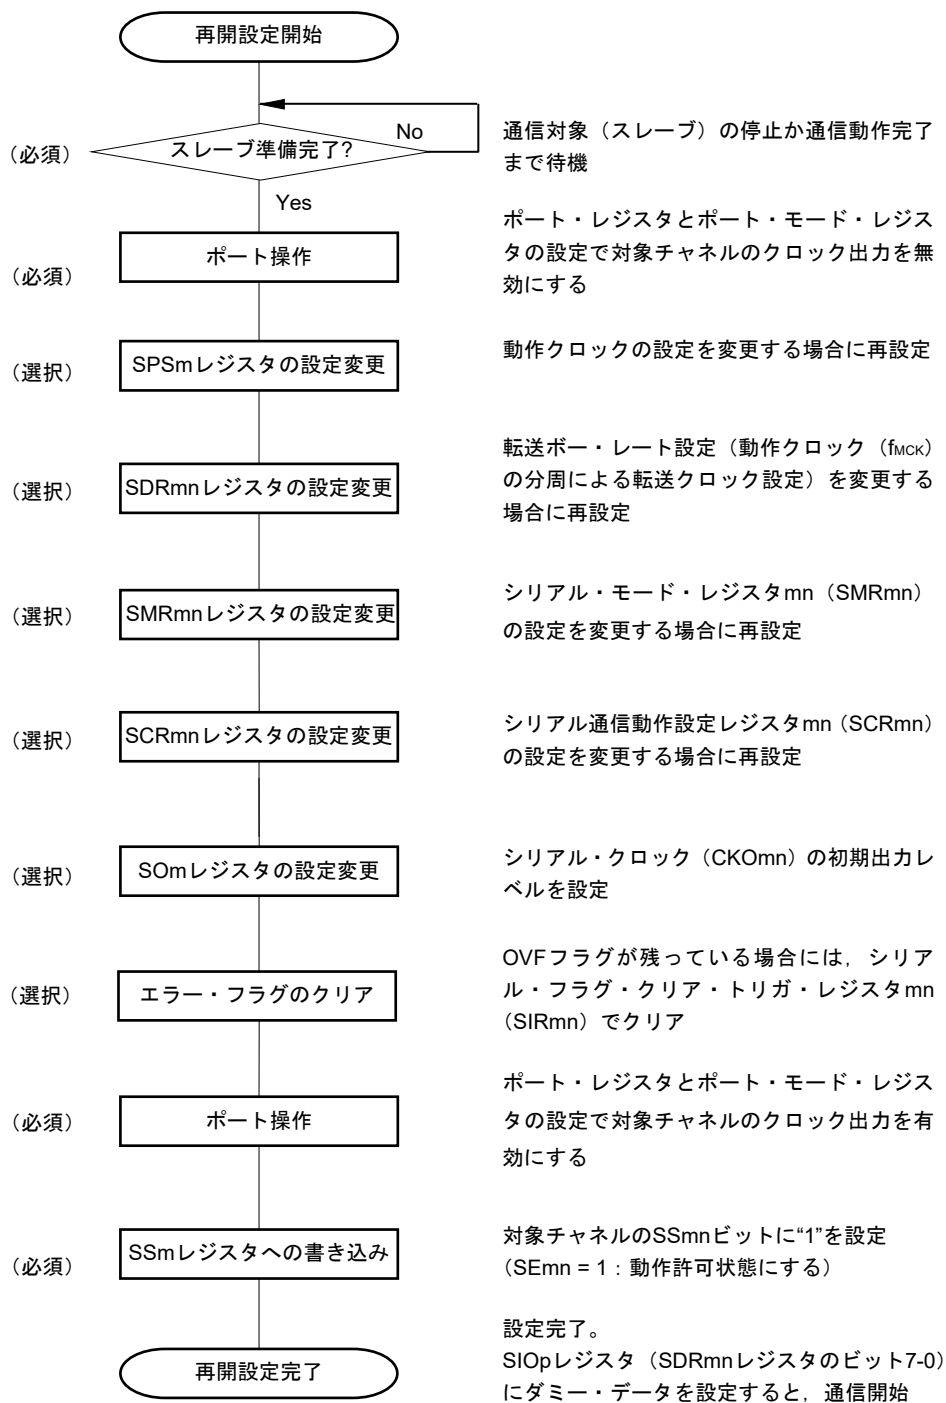 再開設定開始
No
（必須）
スレーブ準備完了?
通信対象（スレーブ）の停止か通信動作完了
まで待機
Yes
（必須）
ポート操作
ポート・レジスタとポート・モード・レジス
タの設定で対象チャネルのクロック出力を無
効にする
（選択）
SPSmレジスタの設定変更
動作クロックの設定を変更する場合に再設定
（選択）
SDRmnレジスタの設定変更
転送ボー・レート設定（動作クロック（fMCK）
の分周による転送クロック設定）を変更する
場合に再設定
（選択）
SMRmnレジスタの設定変更
シリアル・モード・レジスタmn（SMRmn）
の設定を変更する場合に再設定
（選択）
SCRmnレジスタの設定変更
シリアル通信動作設定レジスタmn（SCRmn）
の設定を変更する場合に再設定
（選択）
SOmレジスタの設定変更
シリアル・クロック（CKOmn）の初期出力レ
ベルを設定
（選択）
エラー・フラグのクリア
OVFフラグが残っている場合には，シリア
ル・フラグ・クリア・トリガ・レジスタmn
（SIRmn）でクリア
（必須）
ポート操作
ポート・レジスタとポート・モード・レジス
タの設定で対象チャネルのクロック出力を有
効にする
（必須）
SSmレジスタへの書き込み
対象チャネルのSSmnビットに“1”を設定
（SEmn = 1：動作許可状態にする）
再開設定完了
設定完了。
SIOpレジスタ（SDRmnレジスタのビット7-0）
にダミー・データを設定すると，通信開始